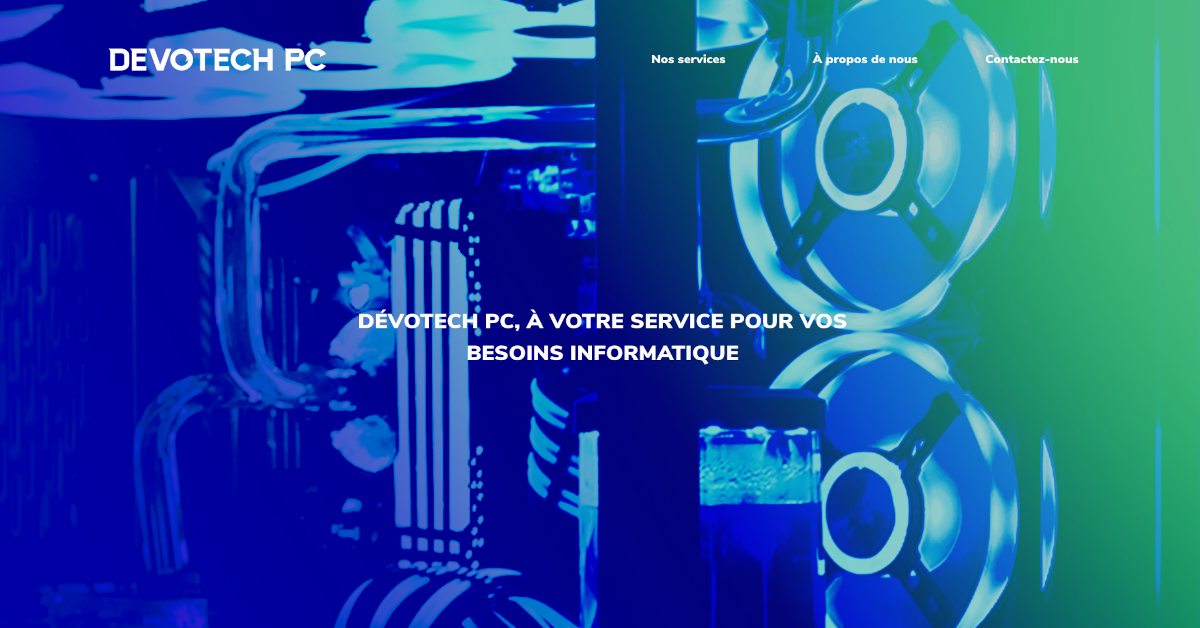 DEVOTECH PC
Nos services
À propos de nous
Contactez-nous
DÉVOTECH PC, À VOTRE SERVICE POUR VOS
BESOINS INFORMATIQUE